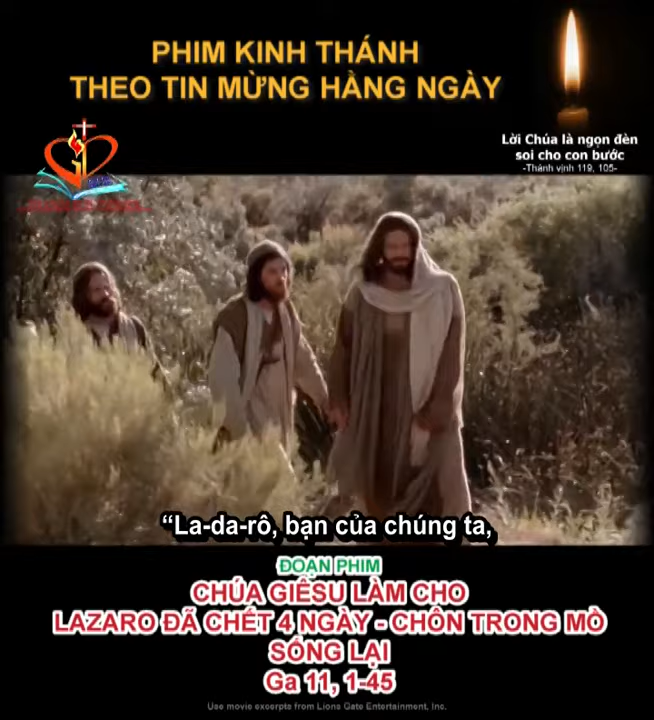 PHIM KINH THÁNH
THEO TIN MỪNG HẰNG NGÀY
Lời Chúa là ngọn đèn
soi cho con bước
-Thánh vịnh 119, 105-
“La-da-rô, bạn của chúng ta,
ĐOẠN PHIM
CHÚA GIÊSU LÀM CHO
LAZARO ĐÃ CHẾT 4 NGÀY - CHÔN TRONG MỒ
SỐNG LẠI
Ga 11, 1-45
Use movie excerpts from Lions Gate Entertainment, Inc.